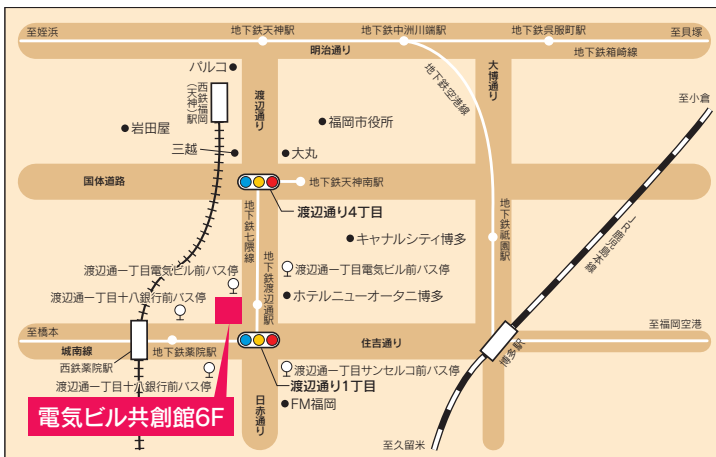 至姪浜
地下鉄天神駅
地下鉄中洲川端駅
地下鉄呉服町駅
至貝塚
明治通り
地下鉄箱崎線
パルコ
西鉄福岡
(天神)駅
渡辺通り
地下鉄空港線
大博通り
至小倉
岩田屋
福岡市役所
三越
大丸
国体道路
地下鉄天神南駅
渡辺通り4丁目
地下鉄七隈線
地下鉄渡辺通駅
キャナルシティ博多
地下鉄祇園駅
JR鹿児島本線
渡辺通一丁目電気ビル前バス停
渡辺通一丁目電気ビル前バス停
渡辺通一丁目十八銀行前バス停
ホテルニューオータニ博多
至橋本
城南線
地下鉄薬院駅
住吉通り
至福岡空港
西鉄薬院駅
博多駅
渡辺通一丁目サンセルコ前バス停
渡辺通一丁目十八銀行前バス停
渡辺通り1丁目
電気ビル共創館6F
日赤通り
FM福岡
至久留米